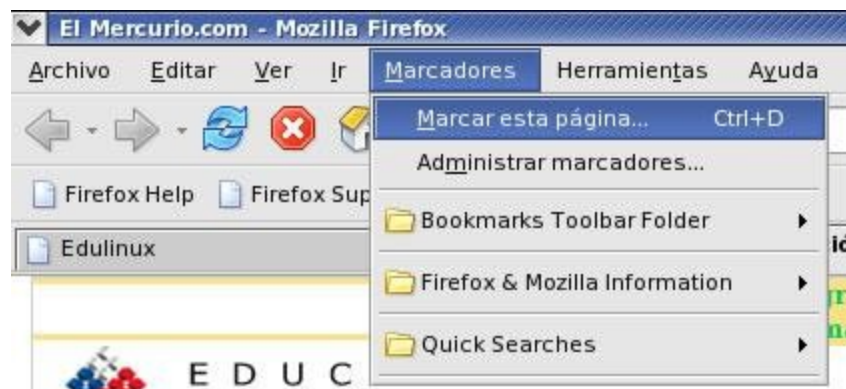 El Mercurio.com - Mozilla Firefox
Archivo Editar Ver Ir Marcadores Herramientas Ayuda
Marcar esta página... Ctrl+D
Administrar marcadores...
Firefox Help Firefox Sup
Bookmarks Toolbar Folder
Edulinux
Firefox & Mozilla Information
Quick Searches
E D U C